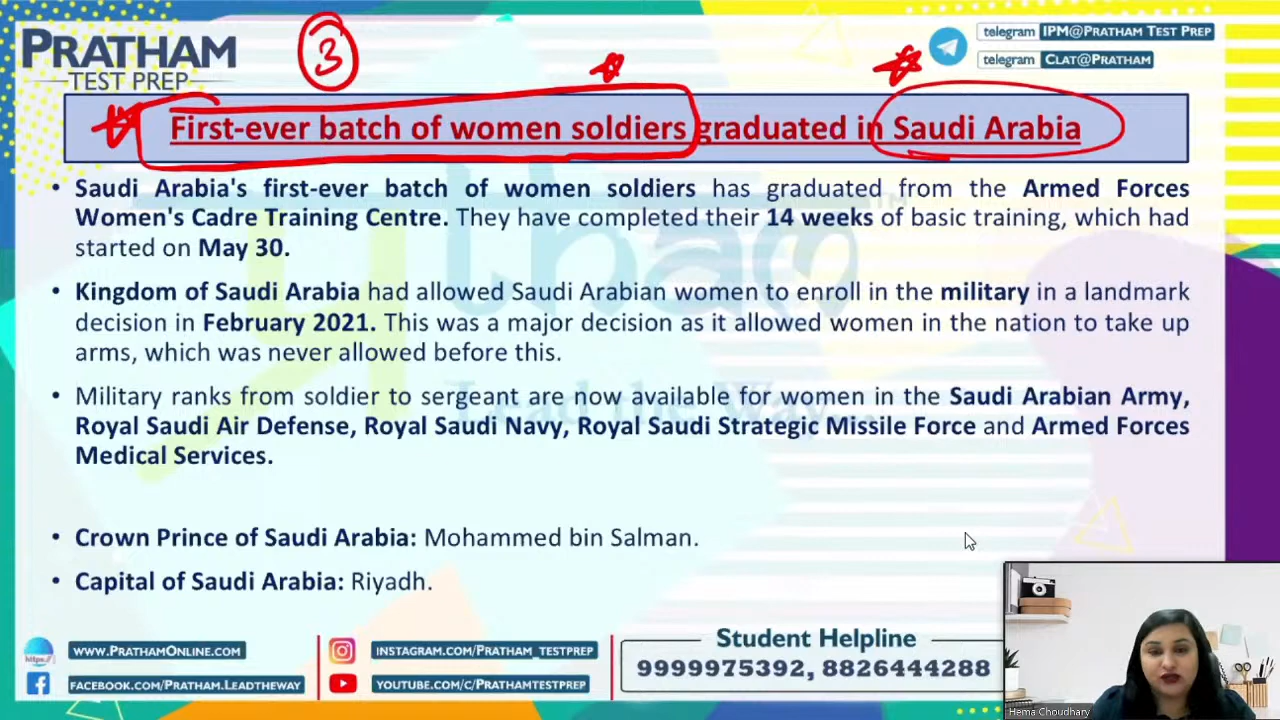 PRATHAM
TEST PREP
3
telegram IPM@PRATHAM TEST PREP
telegram CLAT@PRATHAM
First-ever batch of women soldiers graduated in Saudi Arabia
• Saudi Arabia's first-ever batch of women soldiers has graduated from the Armed Forces
Women's Cadre Training Centre. They have completed their 14 weeks of basic training, which had
started on May 30.
• Kingdom of Saudi Arabia had allowed Saudi Arabian women to enroll in the military in a landmark
decision in February 2021. This was a major decision as it allowed women in the nation to take up
arms, which was never allowed before this.
• Military ranks from soldier to sergeant are now available for women in the Saudi Arabian Army,
Royal Saudi Air Defense, Royal Saudi Navy, Royal Saudi Strategic Missile Force and Armed Forces
Medical Services.
• Crown Prince of Saudi Arabia: Mohammed bin Salman.
• Capital of Saudi Arabia: Riyadh.
https://
WWW.PRATHAMONLINE.COM
FACEBOOK.COM/PRATHAM.LEADTHEWAY
INSTAGRAM.COM/PRATHAM_TESTPREP
YOUTUBE.COM/C/PRATHAMTESTPREP
Student Helpline
9999975392, 8826444288
Hema Choudhary